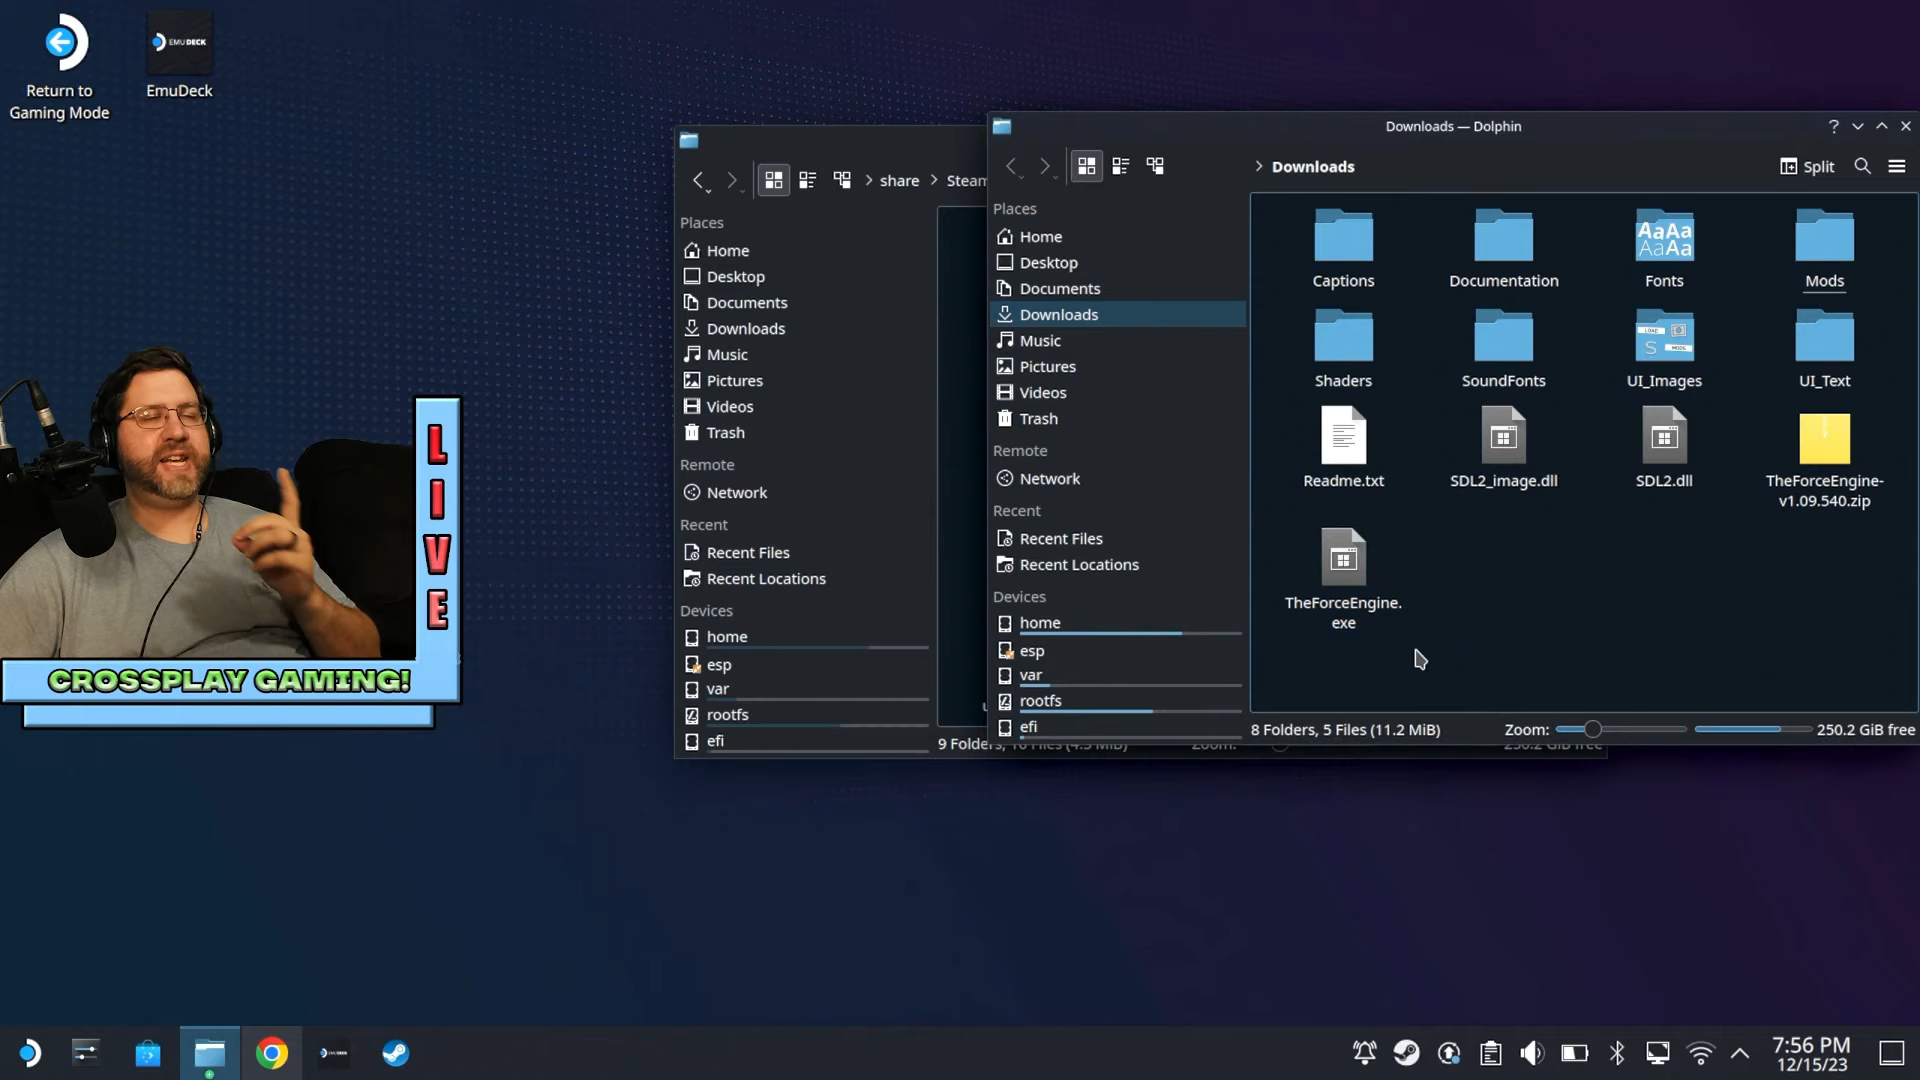 Return to
Gaming Mode
EMUDECK
EmuDeck
share
Steam
Places
Home
Desktop
Documents
Downloads
Music
Pictures
Videos
Trash
Remote
Network
Recent
Recent Files
Recent Locations
Devices
home
esp
var
rootfs
efi
Downloads — Dolphin
Downloads
Split
Places
Home
Desktop
Documents
Downloads
Music
Pictures
Videos
Trash
Remote
Network
Recent
Recent Files
Recent Locations
Devices
home
esp
var
rootfs
efi
AaAa
AaAa
Captions
Documentation
Fonts
Mods
LOAD
S
MODS
Shaders
SoundFonts
UI_Images
UI_Text
Readme.txt
SDL2_image.dll
SDL2.dll
TheForceEngine-
v1.09.540.zip
TheForceEngine.
exe
8 Folders, 5 Files (11.2 MiB)
Zoom:
250.2 GiB free
LIVE
CROSSPLAY GAMING!
EMUDECK
7:56 PM
12/15/23